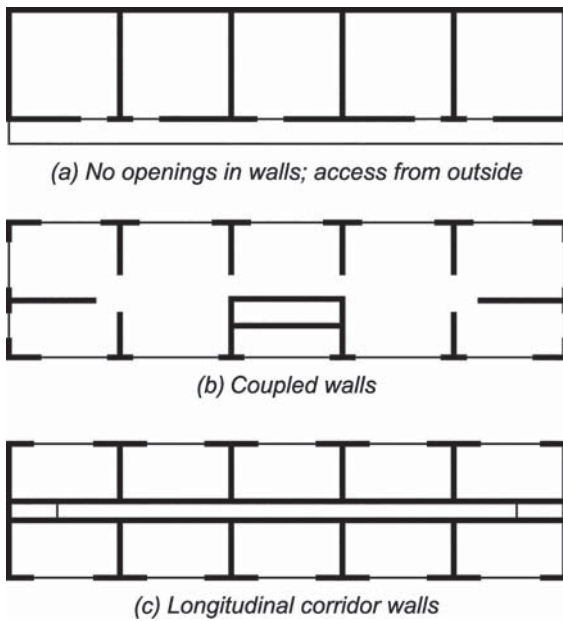 (a) No openings in walls; access from outside
(b) Coupled walls
(c) Longitudinal corridor walls